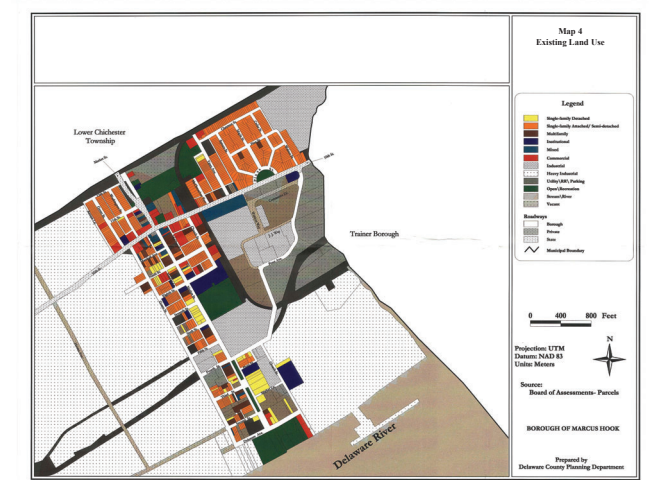 Map 4
Existing Land Use
Legend
Single-family Detached
Single-family Attached/ Semi-detached
Multifamily
Institutional
Mixed
Commercial
Industrial
Heavy Industrial
Utility\RR\ Parking
Open\Recreation
Stream\River
Vacant
Roadways
Borough
Private
State
Municipal Boundary
Lower Chichester
Township
Trainer Borough
Delaware River
0 400 800 Feet
N
Projection: UTM
Datum: NAD 83
Units: Meters
Source:
Board of Assessments- Parcels
BOROUGH OF MARCUS HOOK
Prepared by
Delaware County Planning Department